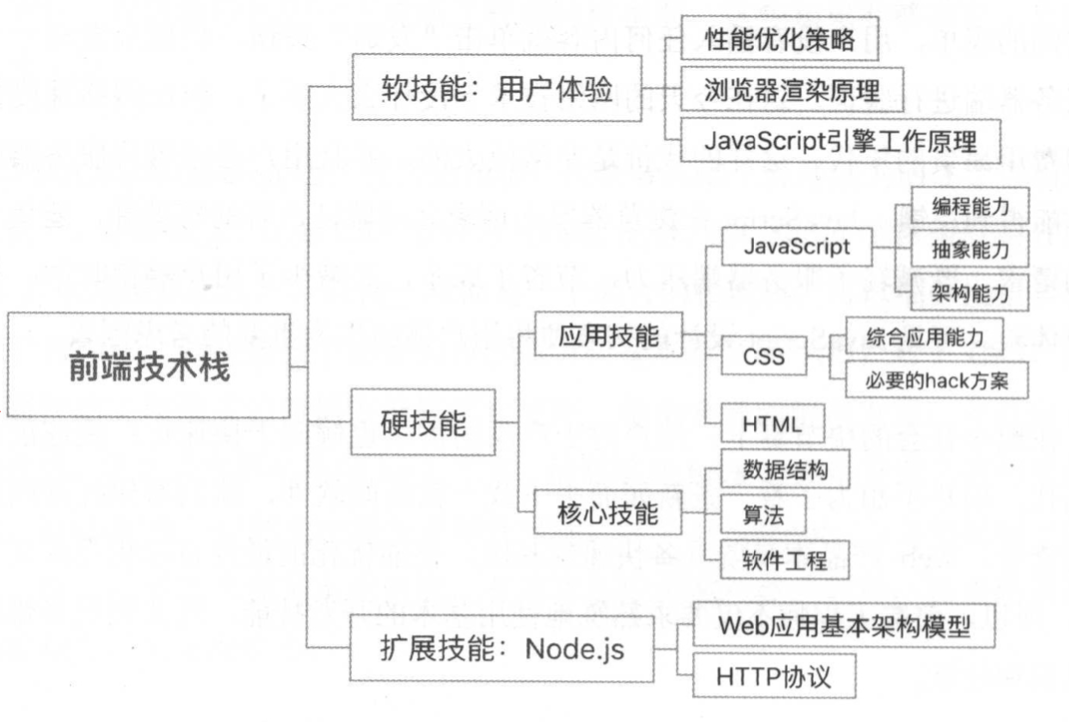 前端技术栈
软技能：用户体验
性能优化策略
浏览器渲染原理
JavaScript引擎工作原理
硬技能
应用技能
JavaScript
编程能力
抽象能力
架构能力
CSS
综合应用能力
必要的hack方案
HTML
核心技能
数据结构
算法
软件工程
扩展技能：Node.js
Web应用基本架构模型
HTTP协议